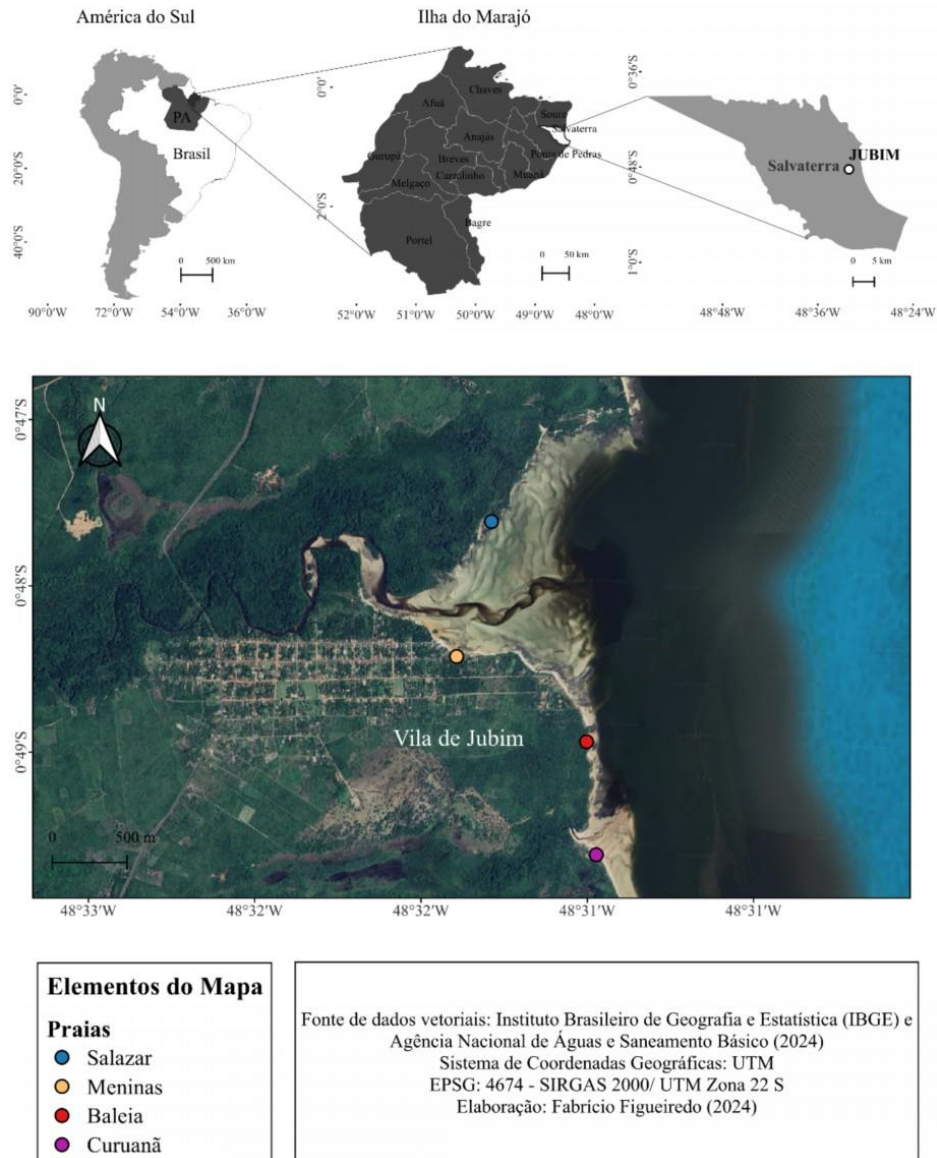 América do Sul
Ilha do Marajó
0°0'
20°0'S
40°0'S
PA
Brasil
0 500 km
90°0'W 72°0'W 54°0'W 36°0'W
0°0'
2°0'S
Chaves
Afuá
Soure
Salvaterra
Anajás
Ponta de Pedras
Gurupá
Breves
Curralinho
Muaná
Melgaço
Bagre
Portel
0 50 km
52°0'W 51°0'W 50°0'W 49°0'W 48°0'W
0°36'S
0°48'S
1°0'S
JUBIM
Salvaterra
0 5 km
48°48'W 48°36'W 48°24'W
N
0°47'S
0°48'S
0°49'S
Vila de Jubim
0 500 m
48°33'W 48°32'W 48°32'W 48°31'W 48°31'W
Elementos do Mapa
Praias
Salazar
Meninas
Baleia
Curuanã
Fonte de dados vetoriais: Instituto Brasileiro de Geografia e Estatística (IBGE) e
Agência Nacional de Águas e Saneamento Básico (2024)
Sistema de Coordenadas Geográficas: UTM
EPSG: 4674 - SIRGAS 2000/ UTM Zona 22 S
Elaboração: Fabrício Figueiredo (2024)